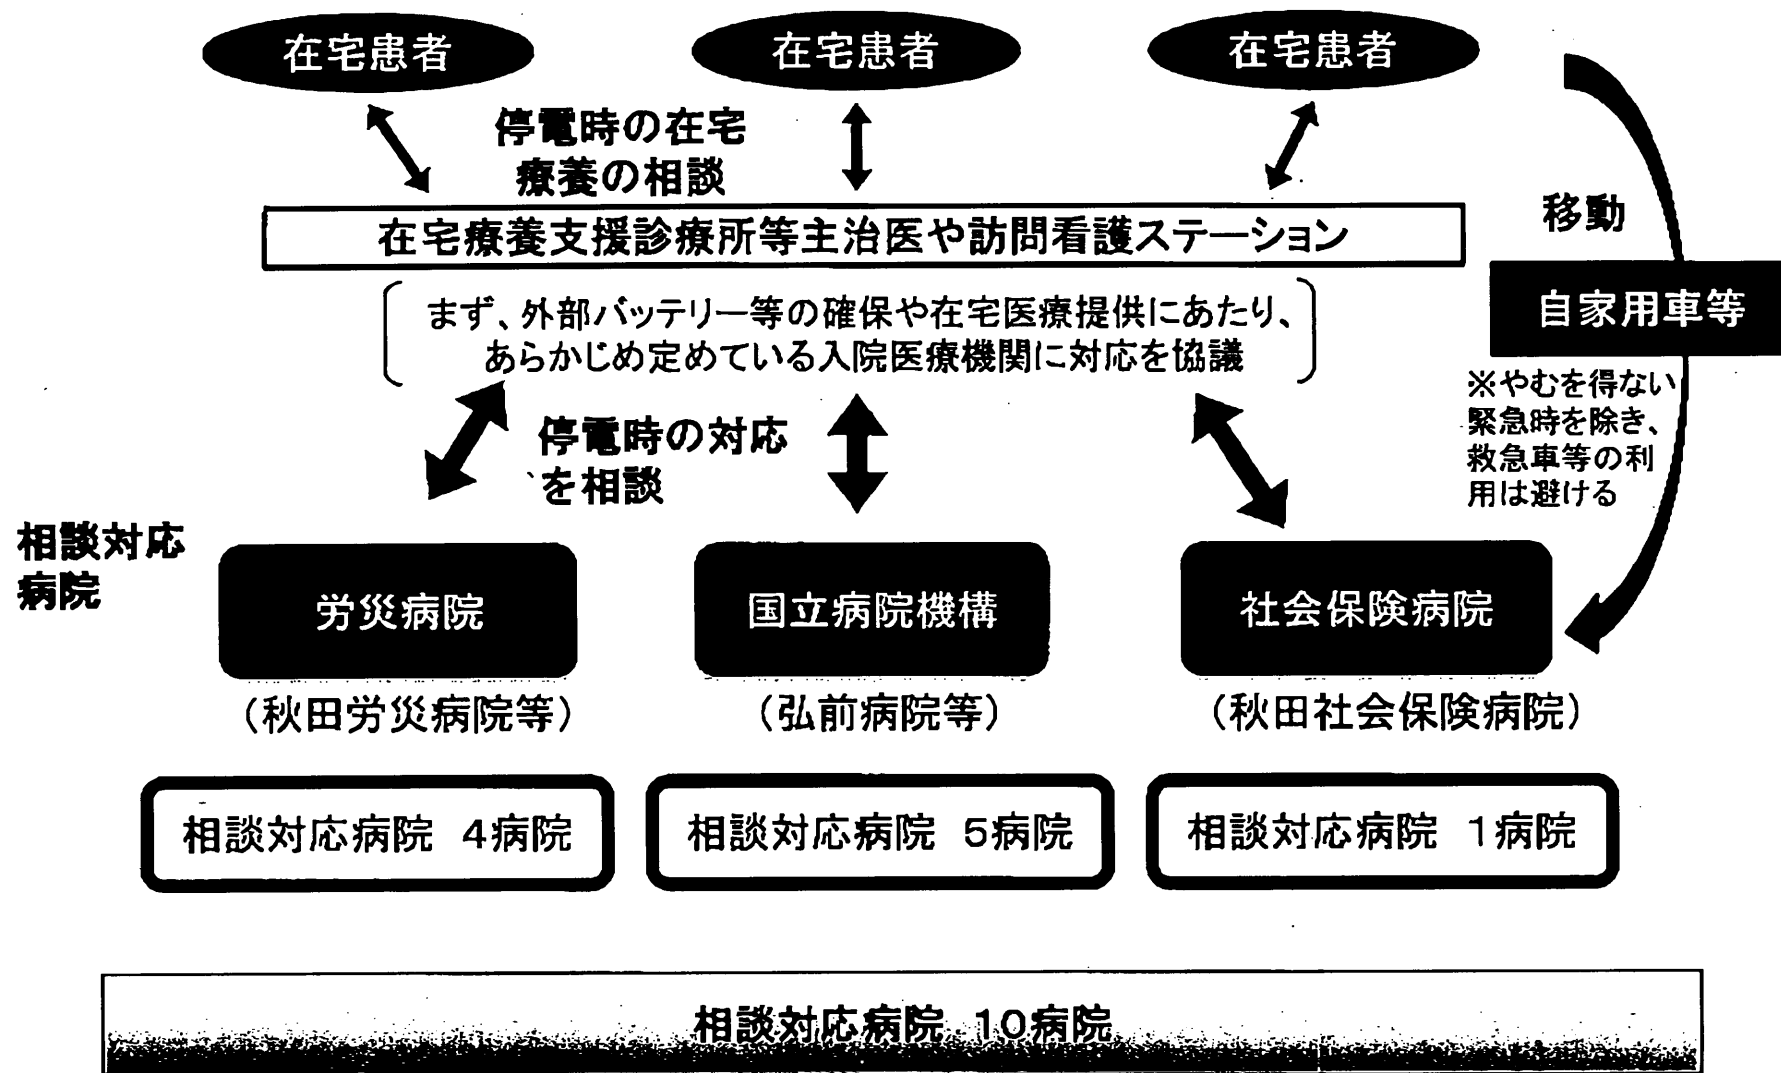 在宅患者
在宅患者
在宅患者
停電時の在宅
療養の相談
在宅療養支援診療所等主治医や訪問看護ステーション
移動
自家用車等
まず、外部バッテリー等の確保や在宅医療提供にあたり、
あらかじめ定めている入院医療機関に対応を協議
※やむを得ない
緊急時を除き、
救急車等の利
用は避ける
停電時の対応
を相談
相談対応
病院
労災病院
国立病院機構
社会保険病院
（秋田労災病院等）
（弘前病院等）
（秋田社会保険病院）
相談対応病院 4病院
相談対応病院 5病院
相談対応病院 1病院
相談対応病院 10病院